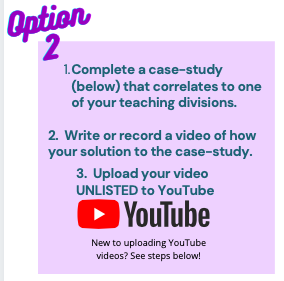 Option
2
1. Complete a case-study
(below) that correlates to one
of your teaching divisions.
2. Write or record a video of how
your solution to the case-study.
3. Upload your video
UNLISTED to YouTube
YouTube
New to uploading YouTube
videos? See steps below!